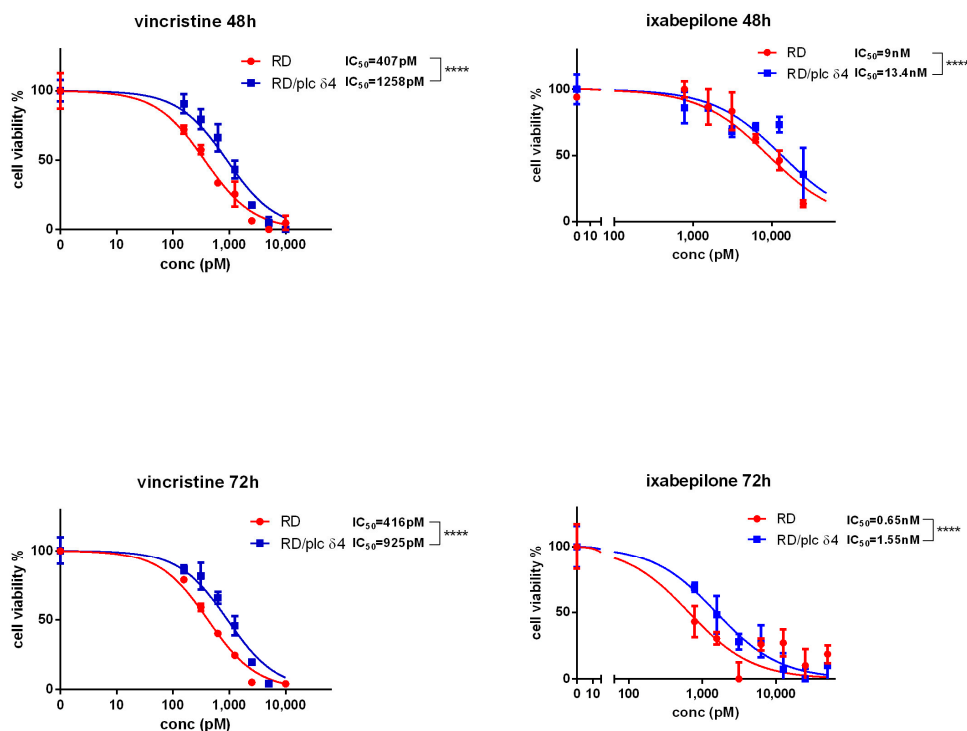 vincristine 48h
RD IC50=407pM ****
RD/plc δ4 IC50=1258pM
cell viability %
100
50
0
0 10 100 1,000 10,000
conc (pM)
ixabepilone 48h
RD IC50=9nM ****
RD/plc δ4 IC50=13.4nM
cell viability %
100
50
0
0 10 100 1,000 10,000
conc (pM)
vincristine 72h
RD IC50=416pM ****
RD/plc δ4 IC50=925pM
cell viability %
100
50
0
0 10 100 1,000 10,000
conc (pM)
ixabepilone 72h
RD IC50=0.65nM ****
RD/plc δ4 IC50=1.55nM
cell viability %
100
50
0
0 10 100 1,000 10,000
conc (pM)